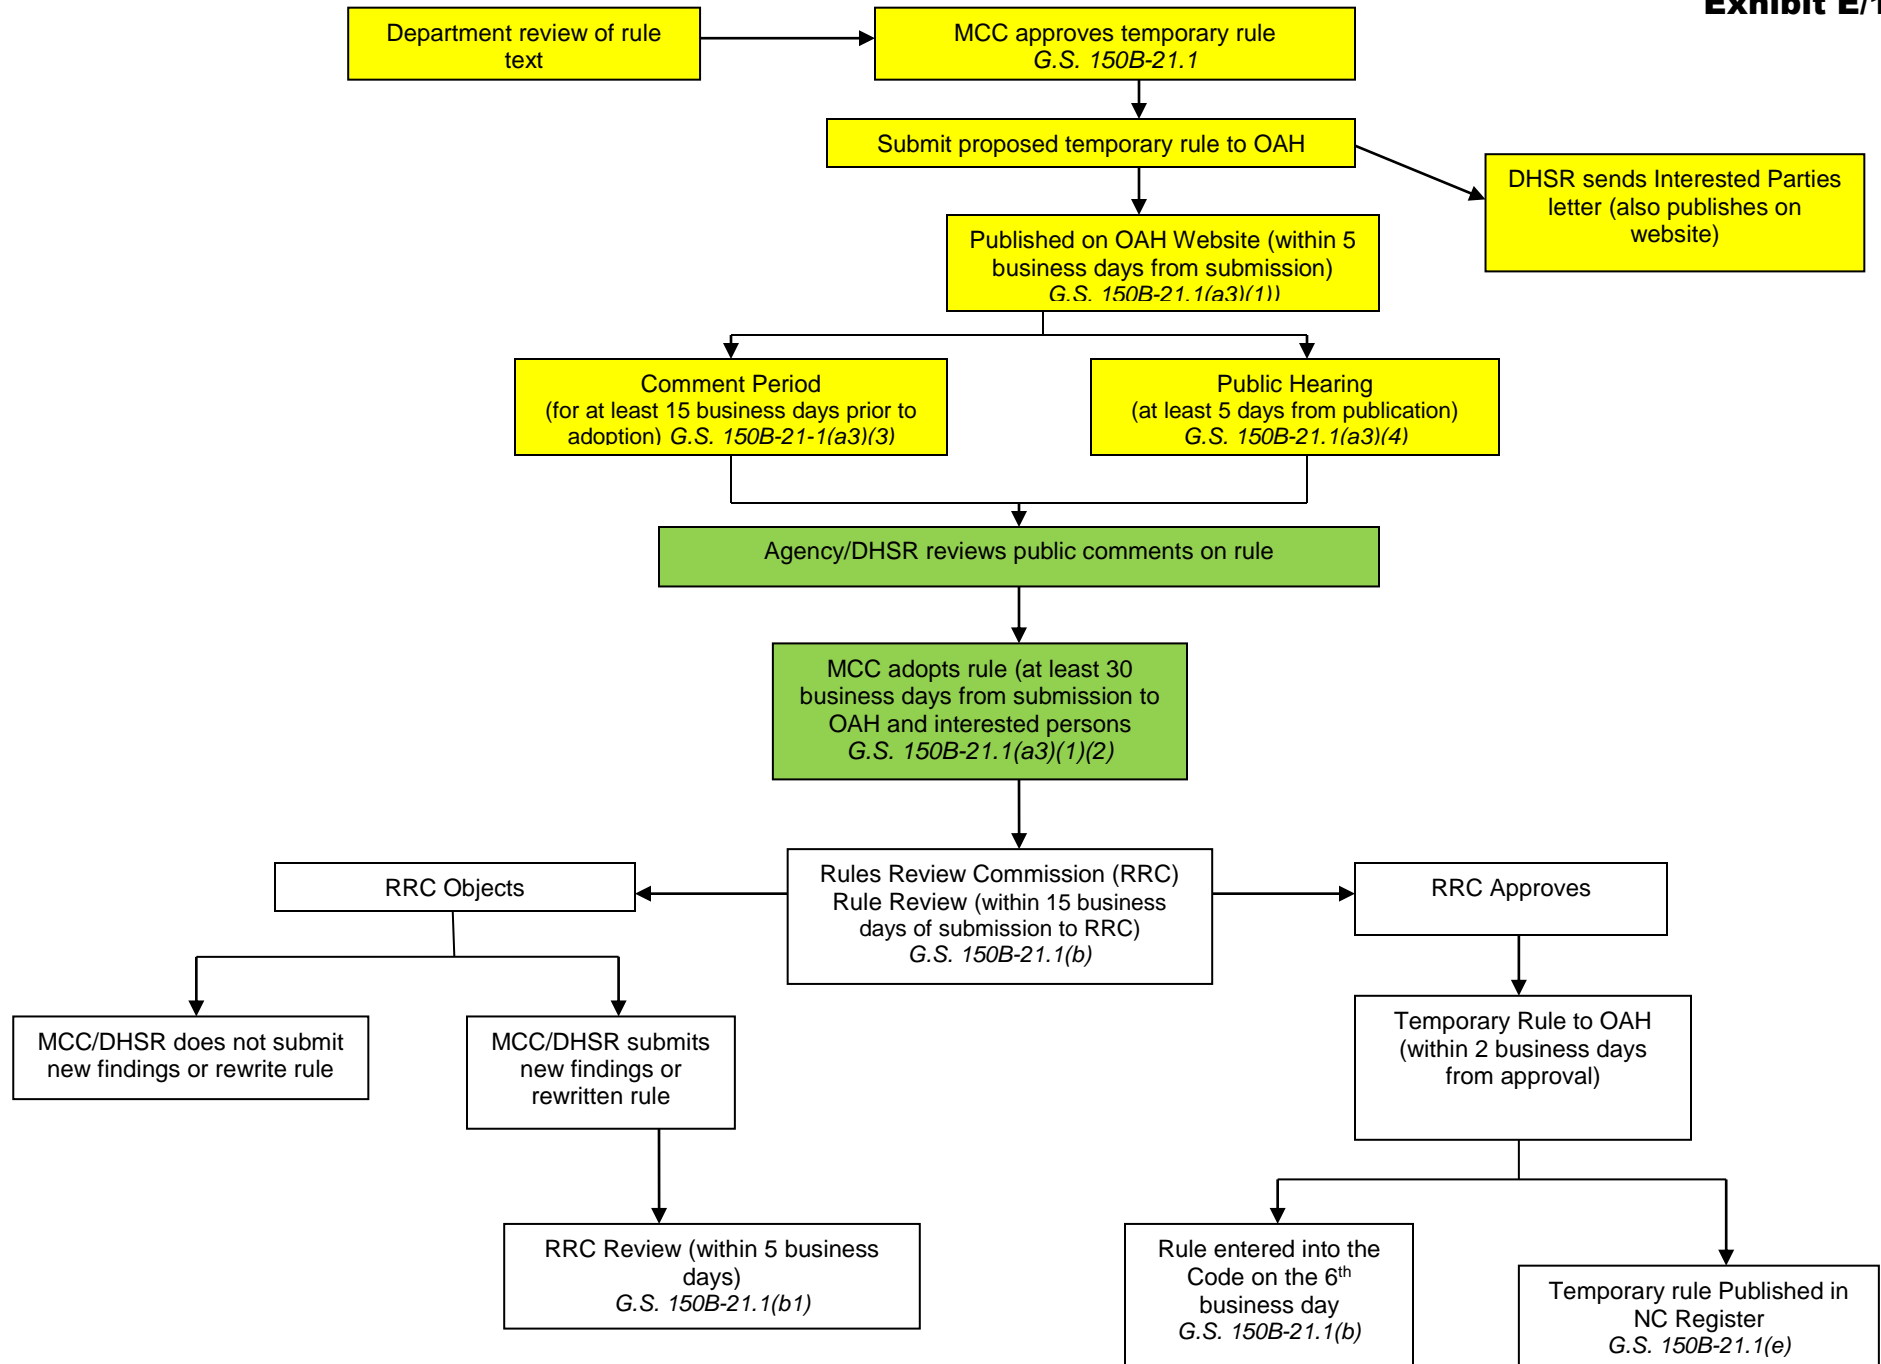 Exhibit E/1
Department review of rule
text
MCC approves temporary rule
G.S. 150B-21.1
Submit proposed temporary rule to OAH
DHSR sends Interested Parties
letter (also publishes on
website)
Published on OAH Website (within 5
business days from submission)
G.S. 150B-21.1(a3)(1))
Comment Period
(for at least 15 business days prior to
adoption) G.S. 150B-21-1(a3)(3)
Public Hearing
(at least 5 days from publication)
G.S. 150B-21.1(a3)(4)
Agency/DHSR reviews public comments on rule
MCC adopts rule (at least 30
business days from submission to
OAH and interested persons
G.S. 150B-21.1(a3)(1)(2)
RRC Objects
Rules Review Commission (RRC)
Rule Review (within 15 business
days of submission to RRC)
G.S. 150B-21.1(b)
RRC Approves
MCC/DHSR does not submit
new findings or rewrite rule
MCC/DHSR submits
new findings or
rewritten rule
Temporary Rule to OAH
(within 2 business days
from approval)
RRC Review (within 5 business
days)
G.S. 150B-21.1(b1)
Rule entered into the
Code on the 6th
business day
G.S. 150B-21.1(b)
Temporary rule Published in
NC Register
G.S. 150B-21.1(e)